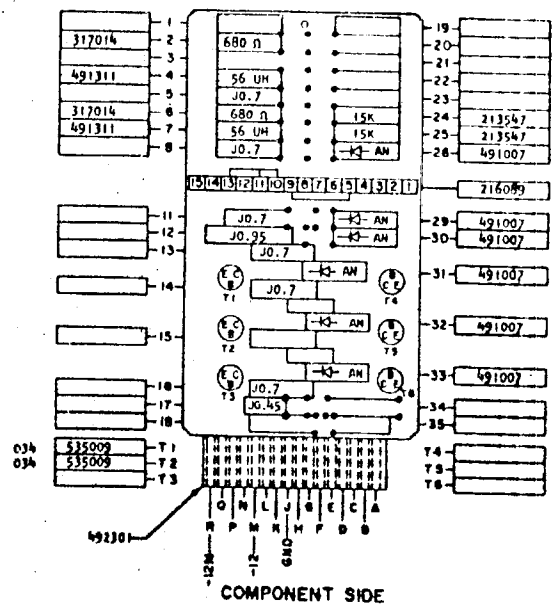 1 19
317014 2 680 Ω 20
3 21
491311 4 56 UH 22
5 J0.7 23
317014 6 680 Ω 15K 24 213547
491311 7 56 UH 15K 25 213547
8 J0.7 AN 26 491007
15 14 13 12 11 10 9 8 7 6 5 4 3 2 1 216089
11 J0.7 AN 29 491007
12 J0.95 AN 30 491007
13 J0.7
E C B AN B C E 31 491007
14 T1 J0.7 T4
E C B AN B C E 32 491007
15 T2 T5
E C B AN B C E 33 491007
T3 T6
16 J0.7
17 J0.45 34
18 35
034 535009 T1 T4
034 535009 T2 T5
T3 T6
492301
R Q P N M L K J H G F E D C B A
-12M -12 GND
COMPONENT SIDE